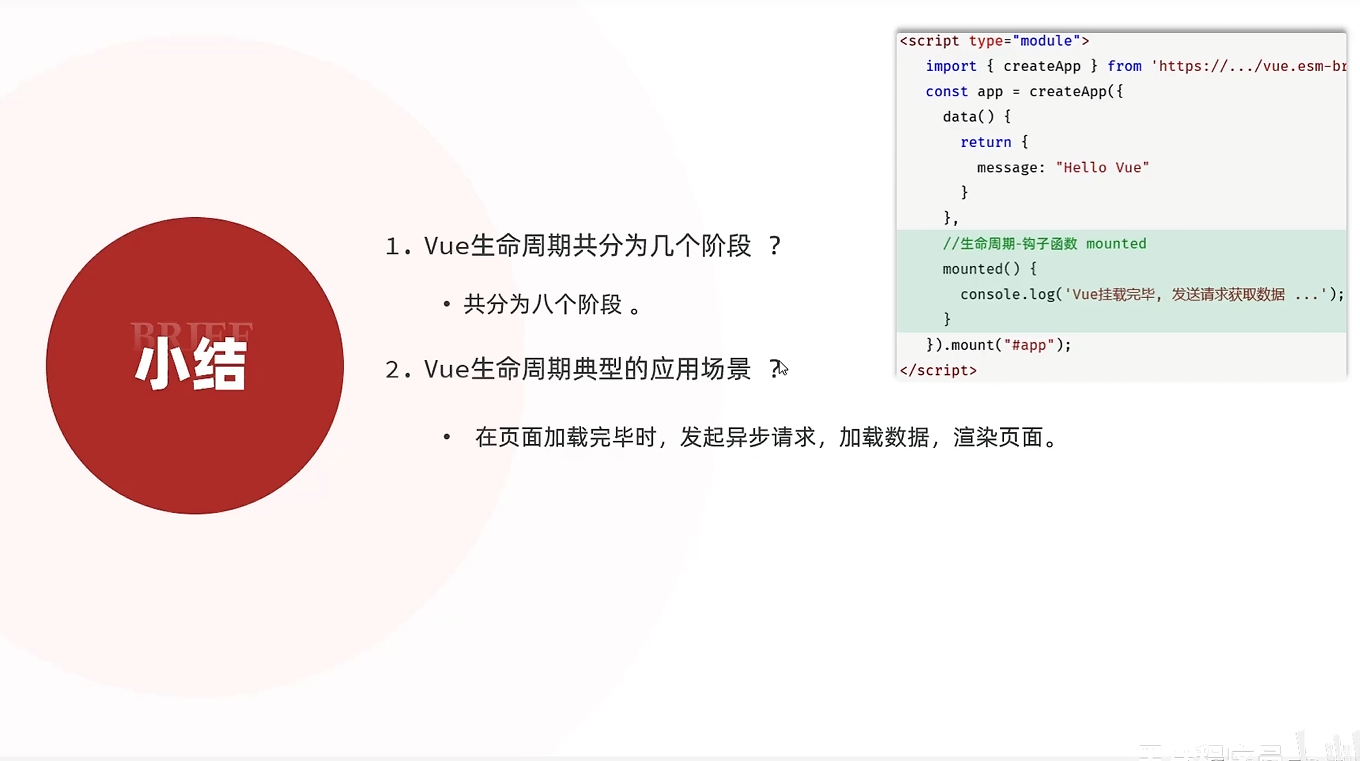 BRIEF
小结
1. Vue生命周期共分为几个阶段 ？
• 共分为八个阶段 。
2. Vue生命周期典型的应用场景 ？
• 在页面加载完毕时，发起异步请求，加载数据，渲染页面。
<script type="module">
import { createApp } from 'https://.../vue.esm-br
const app = createApp({
data() {
return {
message: "Hello Vue"
}
},
//生命周期-钩子函数 mounted
mounted() {
console.log('Vue挂载完毕, 发送请求获取数据 ...');
}
}).mount("#app");
</script>